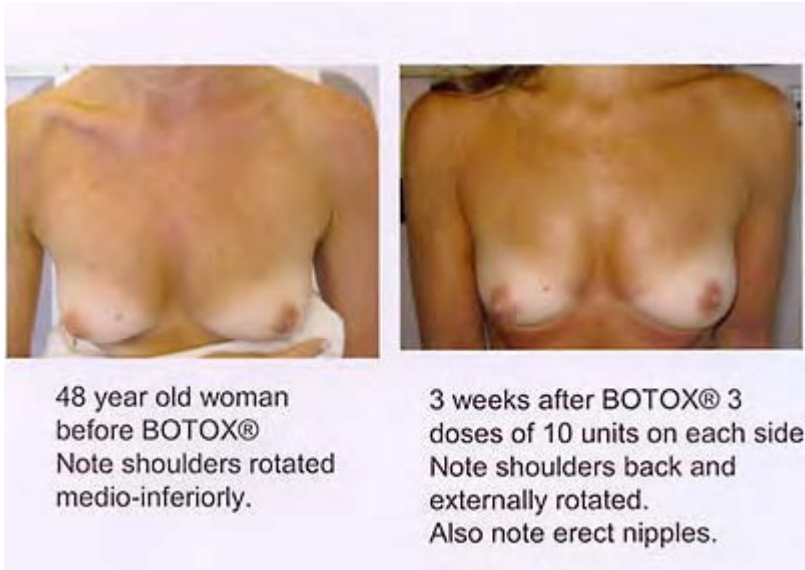 48 year old woman
before BOTOX®
Note shoulders rotated
medio-inferiorly.
3 weeks after BOTOX® 3
doses of 10 units on each side
Note shoulders back and
externally rotated.
Also note erect nipples.